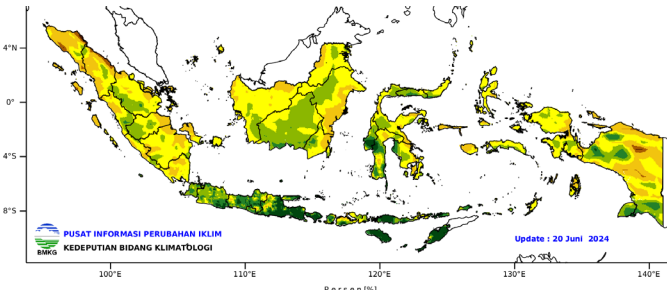 4°N
0°
4°S
8°S
PUSAT INFORMASI PERUBAHAN IKLIM
KEDEPUTIAN BIDANG KLIMATOLOGI
BMKG
Update : 20 Juni 2024
100°E 110°E 120°E 130°E 140°E
Persen[%]